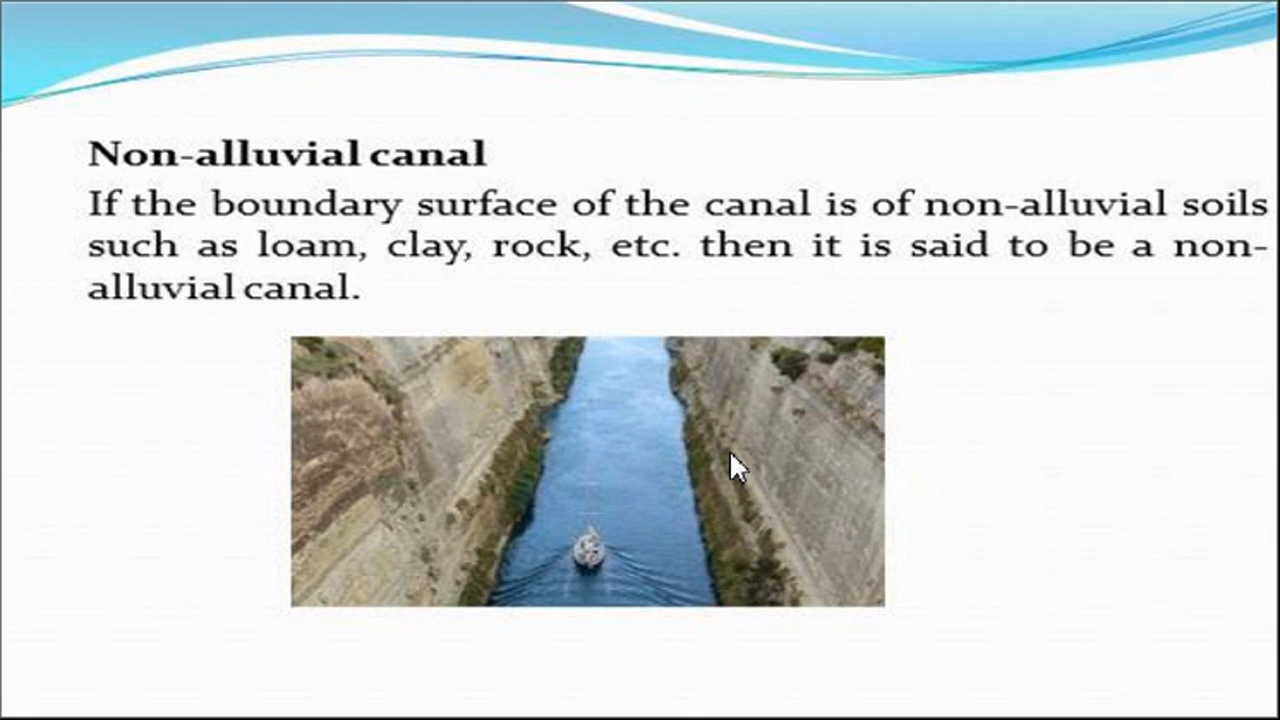 Non-alluvial canal
If the boundary surface of the canal is of non-alluvial soils
such as loam, clay, rock, etc. then it is said to be a non-
alluvial canal.